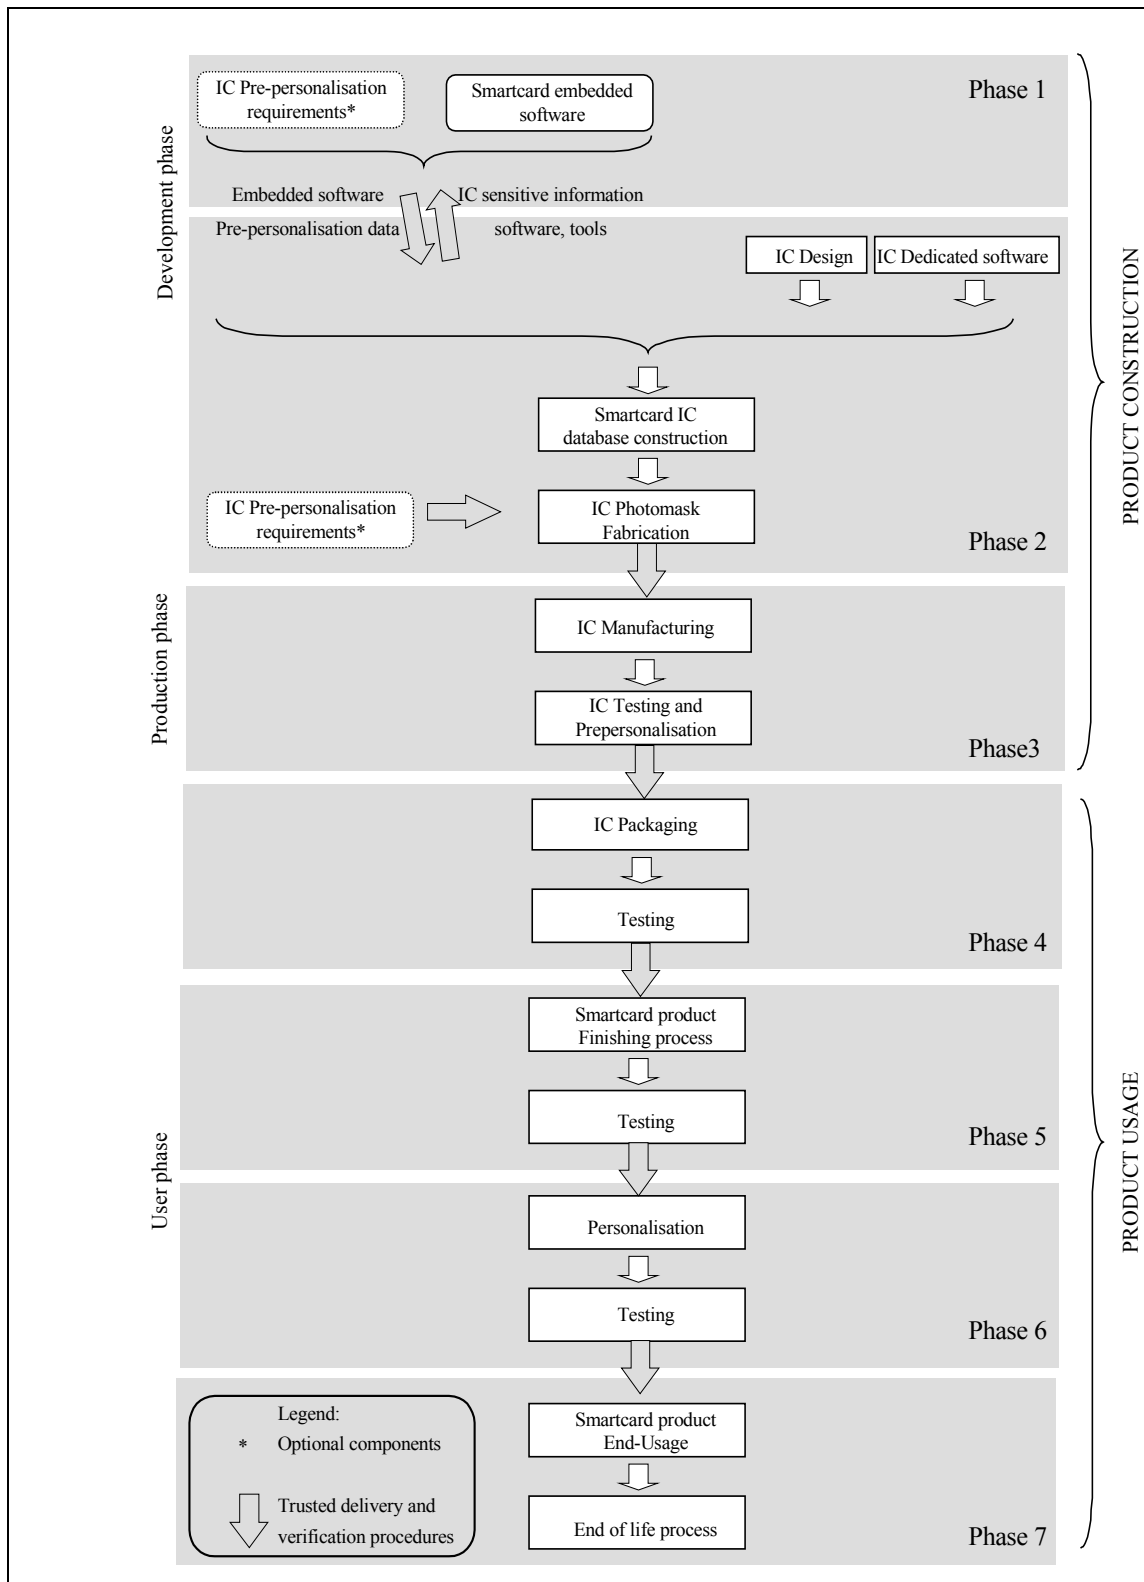 IC Pre-personalisation
requirements*
Smartcard embedded
software
Phase 1
Development phase
Embedded software
IC sensitive information
Pre-personalisation data
software, tools
IC Design
IC Dedicated software
PRODUCT CONSTRUCTION
Smartcard IC
database construction
IC Pre-personalisation
requirements*
IC Photomask
Fabrication
Phase 2
Production phase
IC Manufacturing
IC Testing and
Prepersonalisation
Phase3
IC Packaging
Testing
Phase 4
Smartcard product
Finishing process
Testing
Phase 5
User phase
PRODUCT USAGE
Personalisation
Testing
Phase 6
Smartcard product
End-Usage
End of life process
Phase 7
Legend:
* Optional components
Trusted delivery and
verification procedures